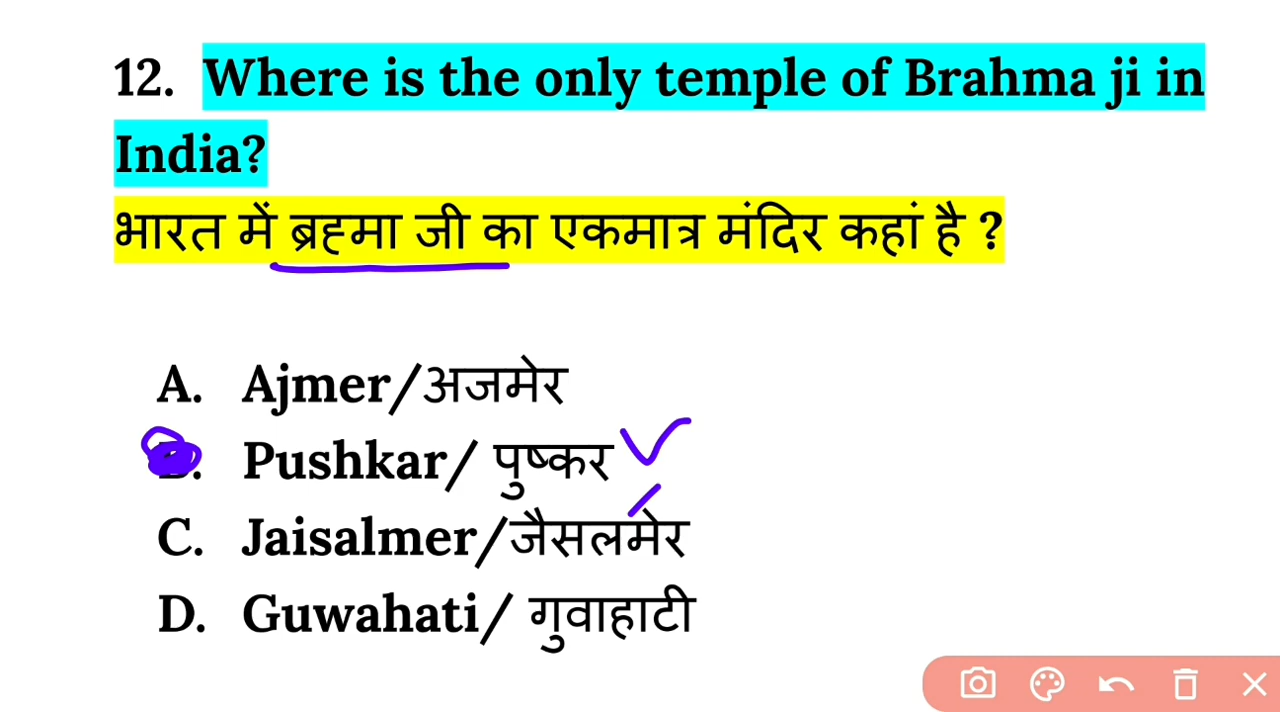 12. Where is the only temple of Brahma ji in
India?
भारत में ब्रह्मा जी का एकमात्र मंदिर कहां है ?
A. Ajmer/अजमेर
B. Pushkar/ पुष्कर
C. Jaisalmer/जैसलमेर
D. Guwahati/ गुवाहाटी